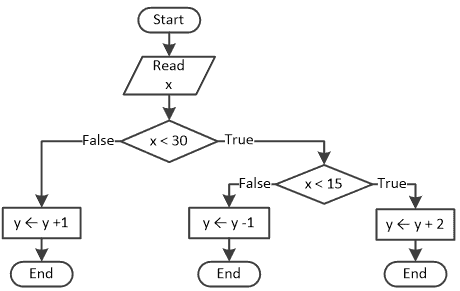 Start
Read
x
x < 30
False
True
x < 15
False
True
y ← y +1
y ← y -1
y ← y + 2
End
End
End